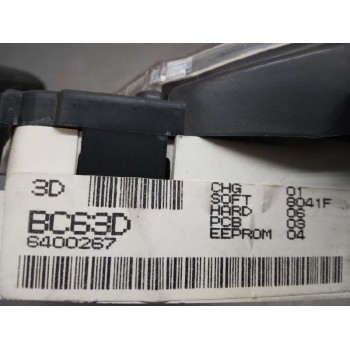 3D
BC63D
6400267
CHG 01
SOFT 8041F
HARD 06
PCB 03
EEPROM 04